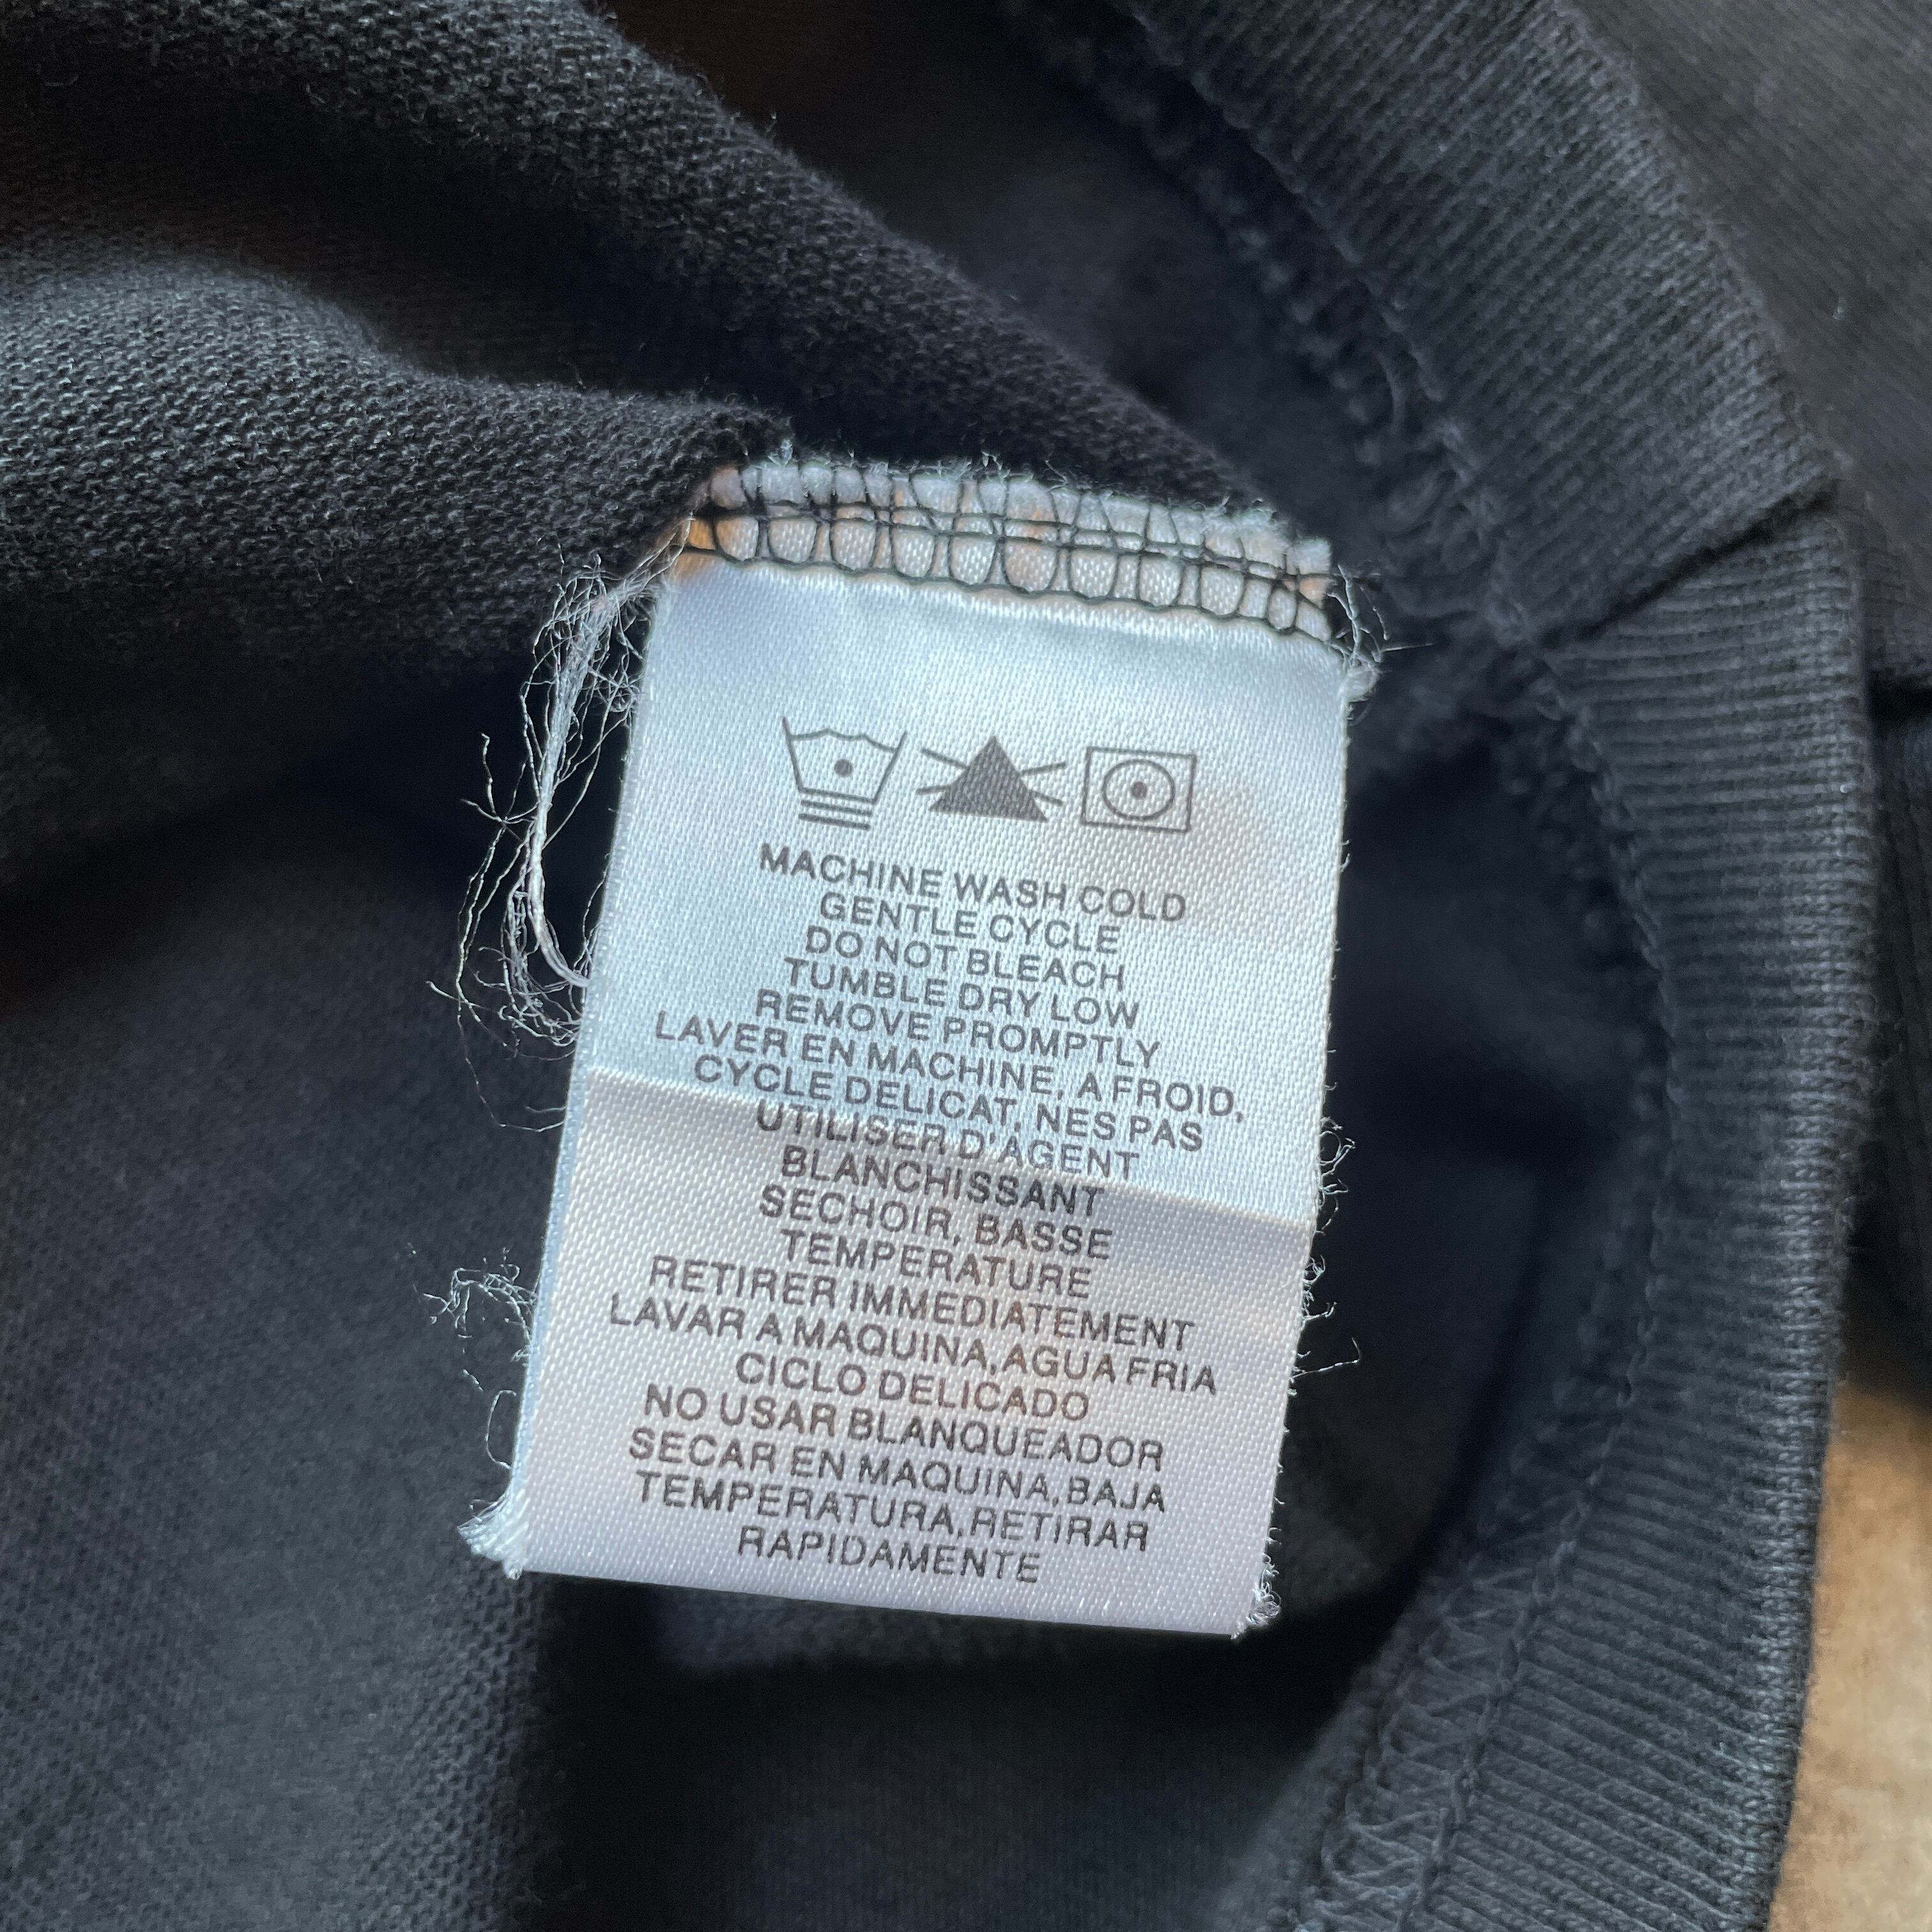 MACHINE WASH COLD
GENTLE CYCLE
DO NOT BLEACH
TUMBLE DRY LOW
REMOVE PROMPTLY
LAVER EN MACHINE, A FROID,
CYCLE DELICAT, NES PAS
UTILISER D'AGENT
BLANCHISSANT
SECHOIR, BASSE
TEMPERATURE
RETIRER IMMEDIATEMENT
LAVAR A MAQUINA, AGUA FRIA
CICLO DELICADO
NO USAR BLANQUEADOR
SECAR EN MAQUINA, BAJA
TEMPERATURA, RETIRAR
RAPIDAMENTE